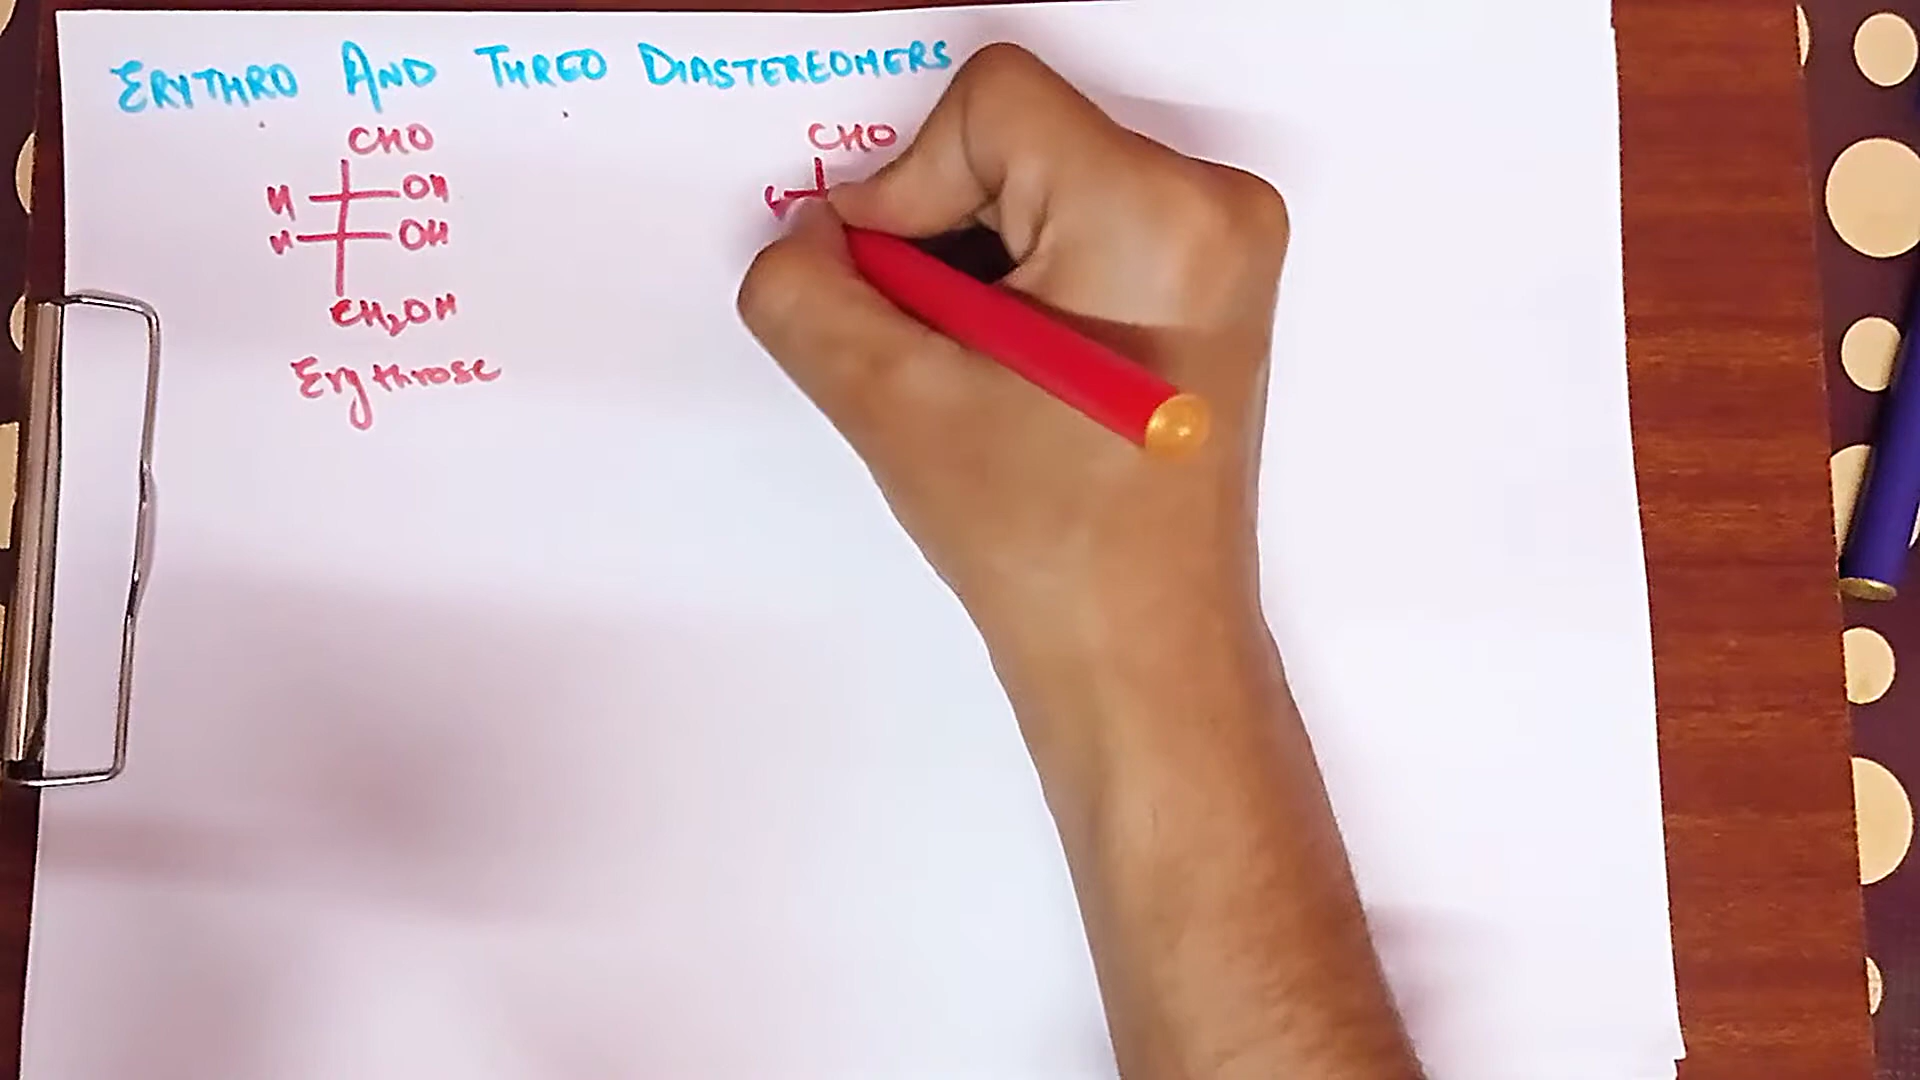 ERYTHRO AND THREO DIASTEREOMERS
CHO CHO
H OH
H OH
CH2OH
Erythrose